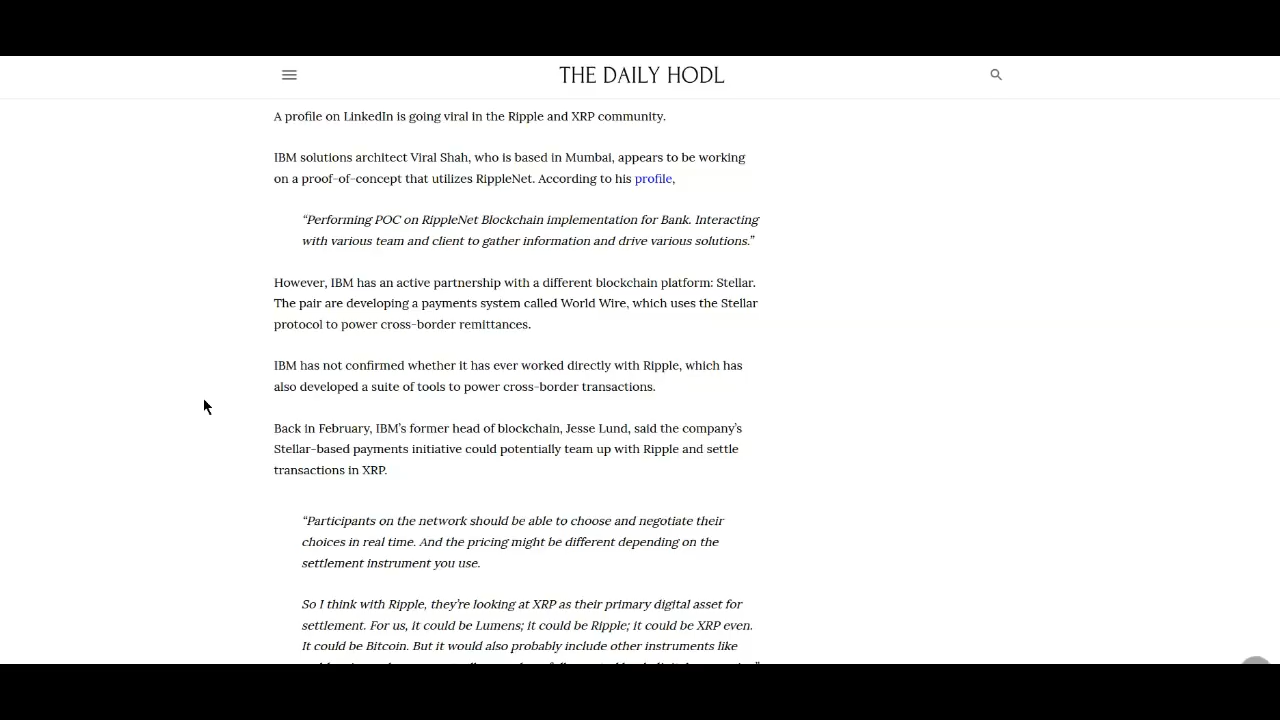 THE DAILY HODL
A profile on LinkedIn is going viral in the Ripple and XRP community.
IBM solutions architect Viral Shah, who is based in Mumbai, appears to be working
on a proof-of-concept that utilizes RippleNet. According to his profile,
“Performing POC on RippleNet Blockchain implementation for Bank. Interacting
with various team and client to gather information and drive various solutions.”
However, IBM has an active partnership with a different blockchain platform: Stellar.
The pair are developing a payments system called World Wire, which uses the Stellar
protocol to power cross-border remittances.
IBM has not confirmed whether it has ever worked directly with Ripple, which has
also developed a suite of tools to power cross-border transactions.
Back in February, IBM’s former head of blockchain, Jesse Lund, said the company’s
Stellar-based payments initiative could potentially team up with Ripple and settle
transactions in XRP.
“Participants on the network should be able to choose and negotiate their
choices in real time. And the pricing might be different depending on the
settlement instrument you use.
So I think with Ripple, they’re looking at XRP as their primary digital asset for
settlement. For us, it could be Lumens; it could be Ripple; it could be XRP even.
It could be Bitcoin. But it would also probably include other instruments like